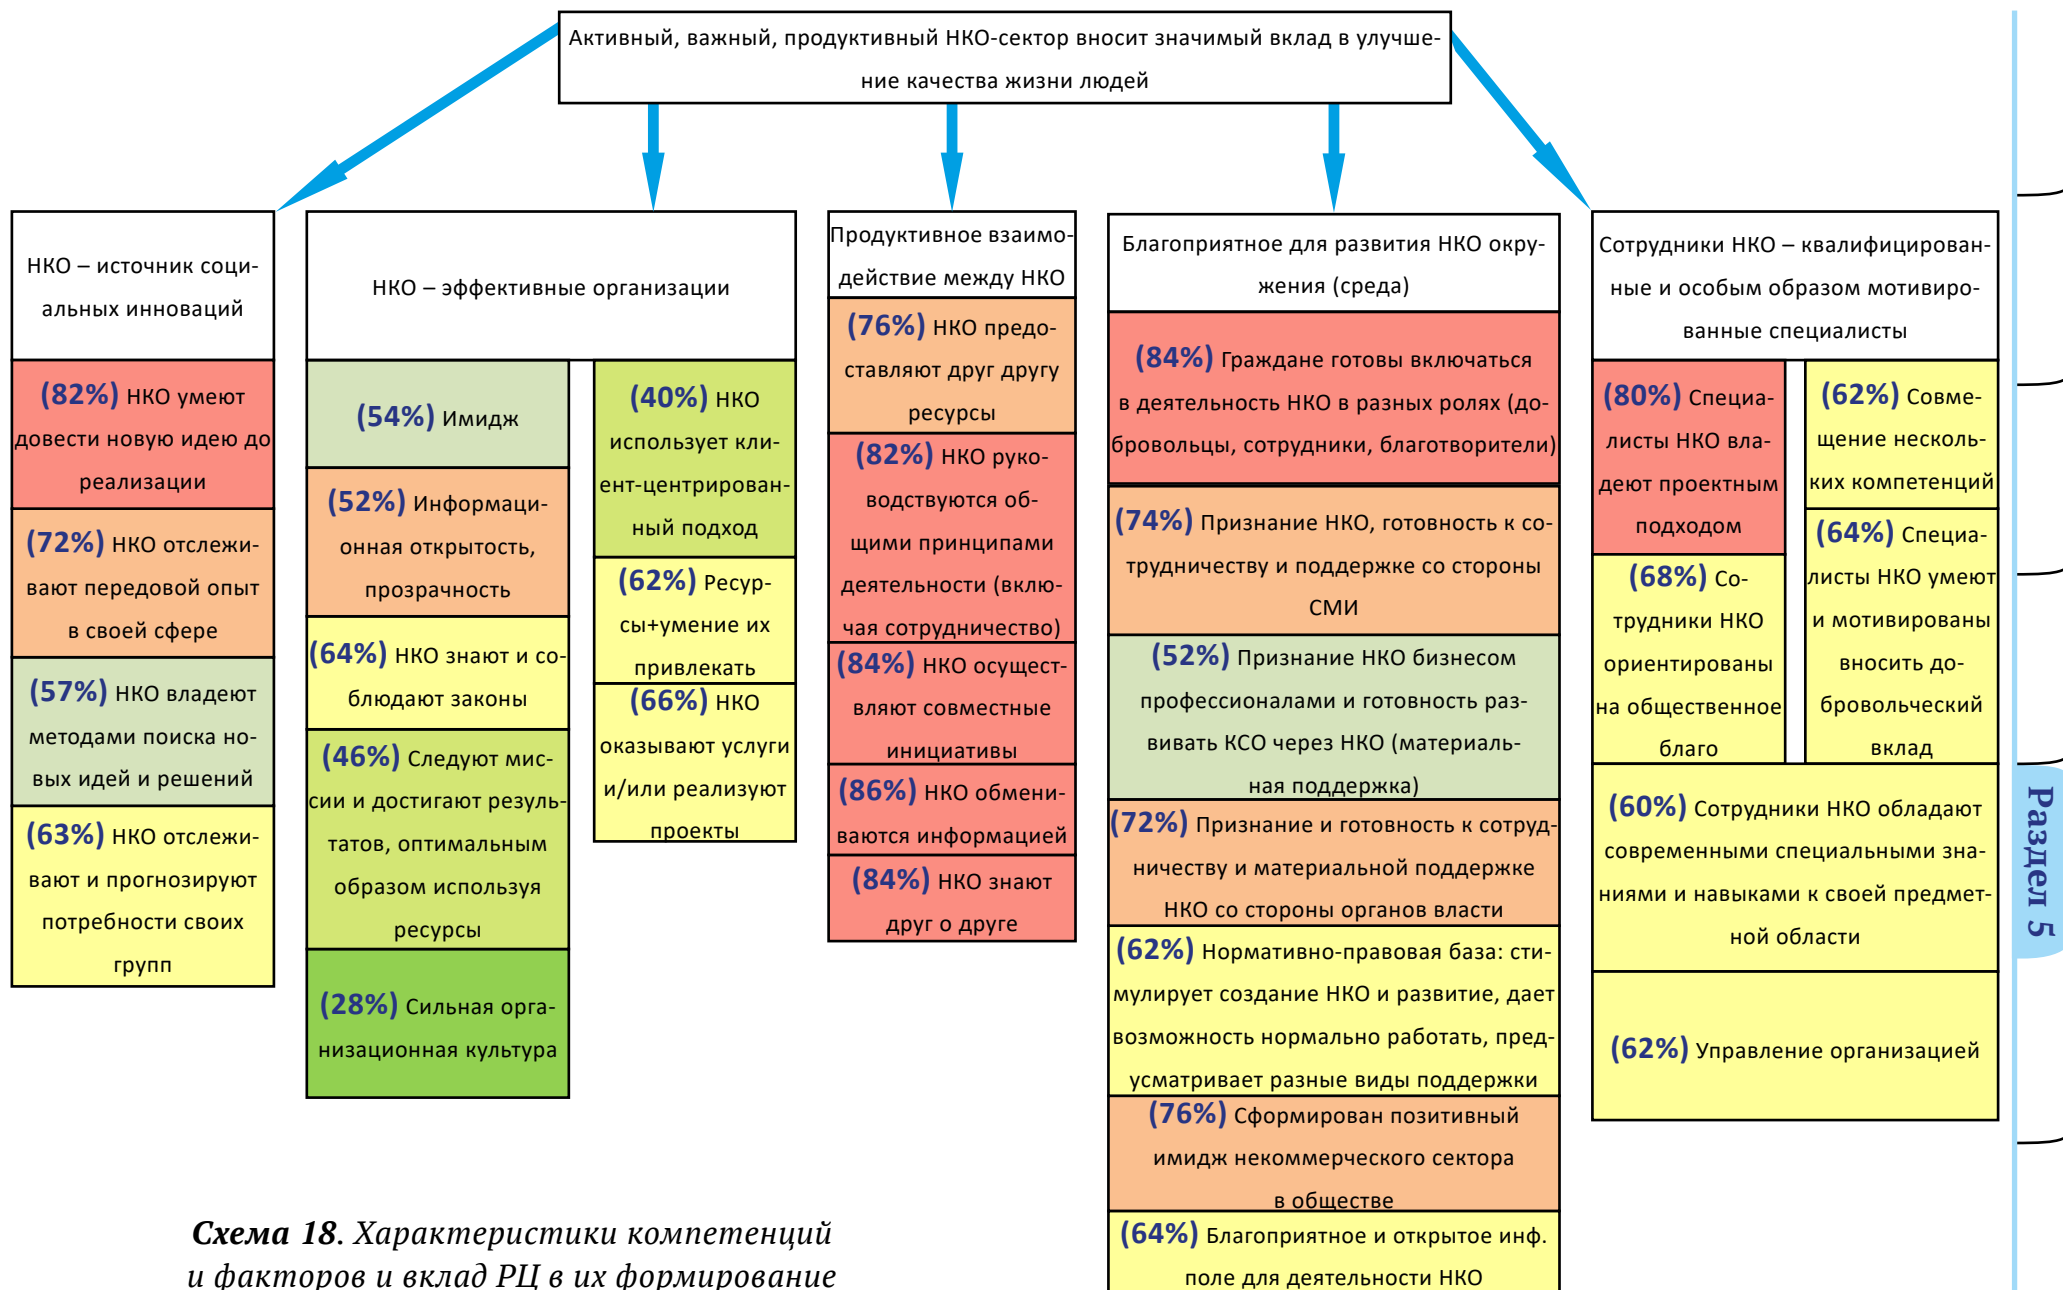 Активный, важный, продуктивный НКО-сектор вносит значимый вклад в улучше-
ние качества жизни людей
НКО – источник соци-
альных инноваций
(82%) НКО умеют
довести новую идею до
реализации
(72%) НКО отслежи-
вают передовой опыт
в своей сфере
(57%) НКО владеют
методами поиска но-
вых идей и решений
(63%) НКО отслежи-
вают и прогнозируют
потребности своих
групп
НКО – эффективные организации
(54%) Имидж
(52%) Информаци-
онная открытость,
прозрачность
(64%) НКО знают и со-
блюдают законы
(46%) Следуют мис-
сии и достигают резуль-
татов, оптимальным
образом используя
ресурсы
(28%) Сильная орга-
низационная культура
(40%) НКО
использует кли-
ент-центрирован-
ный подход
(62%) Ресур-
сы+умение их
привлекать
(66%) НКО
оказывают услуги
и/или реализуют
проекты
Продуктивное взаимо-
действие между НКО
(76%) НКО предо-
ставляют друг другу
ресурсы
(82%) НКО руко-
водствуются об-
щими принципами
деятельности (вклю-
чая сотрудничество)
(84%) НКО осущест-
вляют совместные
инициативы
(86%) НКО обмени-
ваются информацией
(84%) НКО знают
друг о друге
Благоприятное для развития НКО окру-
жения (среда)
(84%) Граждане готовы включаться
в деятельность НКО в разных ролях (до-
бровольцы, сотрудники, благотворители)
(74%) Признание НКО, готовность к со-
трудничеству и поддержке со стороны
СМИ
(52%) Признание НКО бизнесом
профессионалами и готовность раз-
вивать КСО через НКО (материаль-
ная поддержка)
(72%) Признание и готовность к сотруд-
ничеству и материальной поддержке
НКО со стороны органов власти
(62%) Нормативно-правовая база: сти-
мулирует создание НКО и развитие, дает
возможность нормально работать, пред-
усматривает разные виды поддержки
(76%) Сформирован позитивный
имидж некоммерческого сектора
в обществе
(64%) Благоприятное и открытое инф.
поле для деятельности НКО
Сотрудники НКО – квалифицирован-
ные и особым образом мотивиро-
ванные специалисты
(80%) Специа-
листы НКО вла-
деют проектным
подходом
(68%) Со-
трудники НКО
ориентированы
на общественное
благо
(62%) Совме-
щение несколь-
ких компетенций
(64%) Специа-
листы НКО умеют
и мотивированы
вносить до-
бровольческий
вклад
(60%) Сотрудники НКО обладают
современными специальными зна-
ниями и навыками к своей предмет-
ной области
(62%) Управление организацией
Раздел 5
Схема 18. Характеристики компетенций
и факторов и вклад РЦ в их формирование